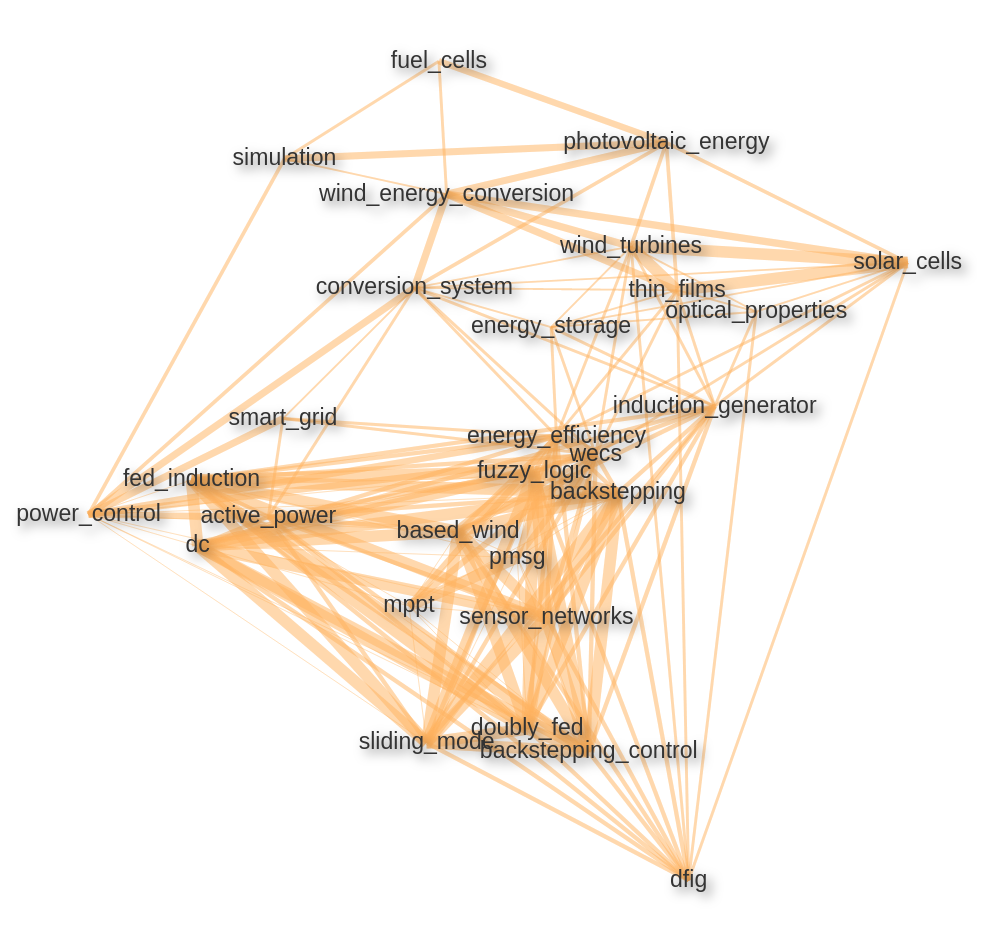 fuel_cells
photovoltaic_energy
simulation
wind_energy_conversion
wind_turbines
solar_cells
conversion_system
thin_films
optical_properties
energy_storage
induction_generator
smart_grid
energy_efficiency
wecs
fuzzy_logic
fed_induction
backstepping
power_control
active_power
based_wind
dc
pmsg
mppt
sensor_networks
doubly_fed
sliding_mode
backstepping_control
dfig